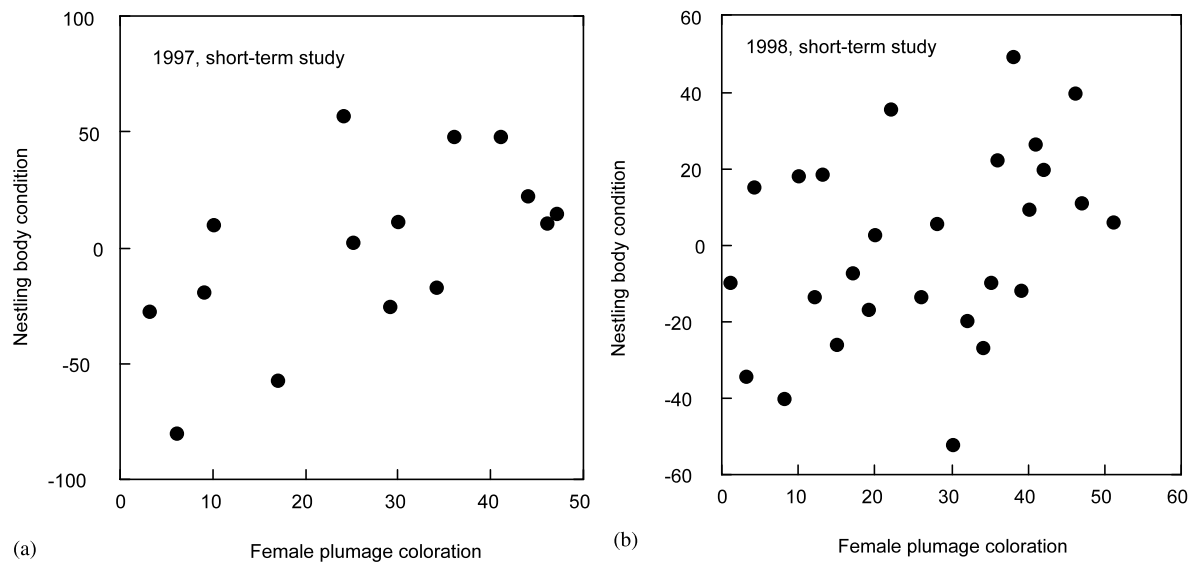 100
50
0
-50
-100
0 10 20 30 40 50
1997, short-term study
Nestling body condition
Female plumage coloration
(a)
60
40
20
0
-20
-40
-60
0 10 20 30 40 50 60
1998, short-term study
Nestling body condition
Female plumage coloration
(b)